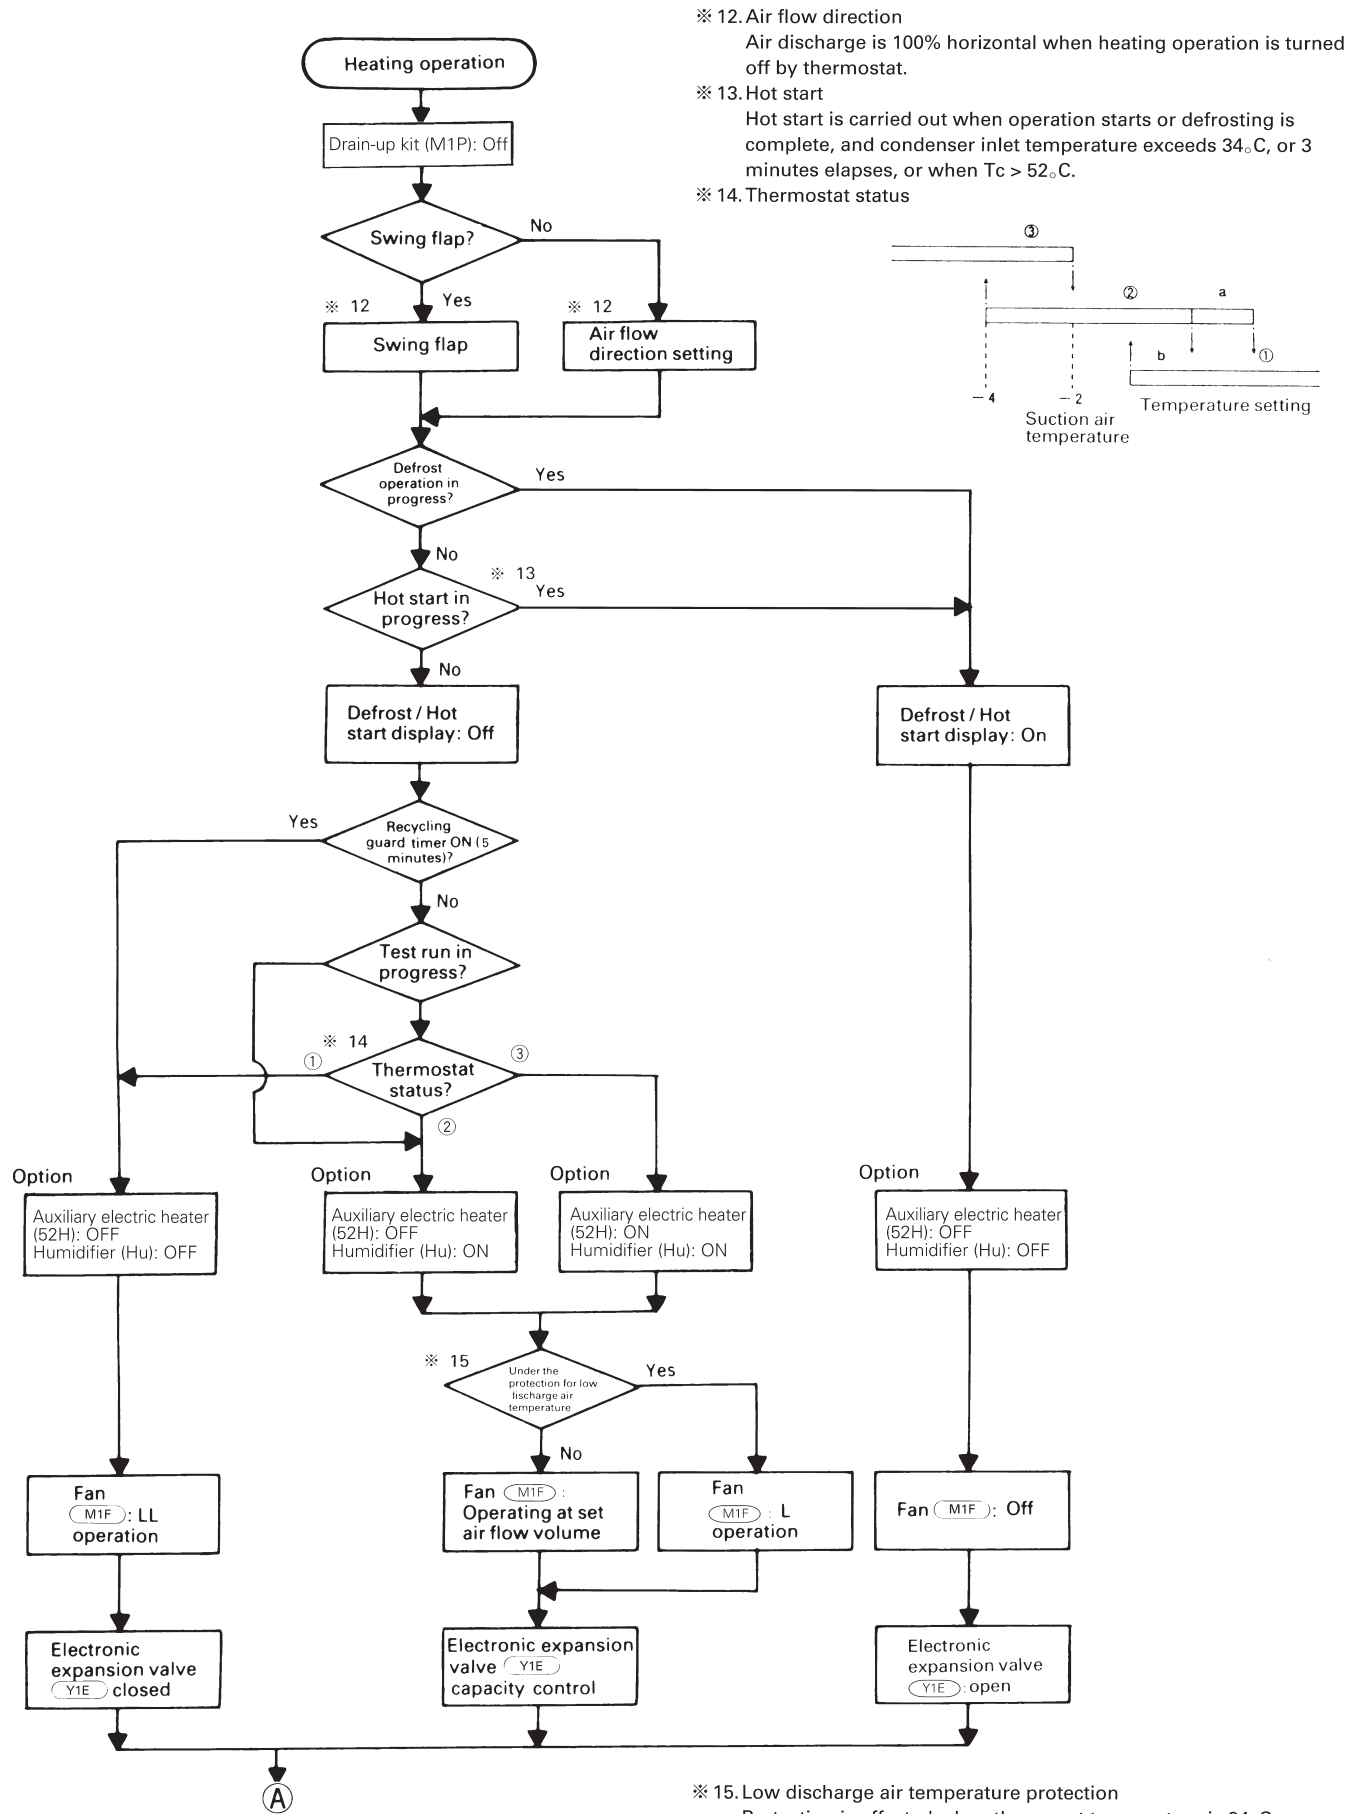 ※ 12. Air flow direction
Air discharge is 100% horizontal when heating operation is turned
off by thermostat.
※ 13. Hot start
Hot start is carried out when operation starts or defrosting is
complete, and condenser inlet temperature exceeds 34°C, or 3
minutes elapses, or when Tc > 52°C.
※ 14. Thermostat status
③
②
a
①
b
– 4
– 2
Suction air
temperature
Temperature setting
Heating operation
Drain-up kit (M1P): Off
Swing flap?
No
Yes
※ 12
Swing flap
※ 12
Air flow
direction setting
Defrost
operation in
progress?
Yes
No
※ 13
Hot start in
progress?
Yes
No
Defrost / Hot
start display: Off
Defrost / Hot
start display: On
Yes
Recycling
guard timer ON (5
minutes)?
No
Test run in
progress?
※ 14
①
Thermostat
status?
③
②
Option
Auxiliary electric heater
(52H): OFF
Humidifier (Hu): OFF
Option
Auxiliary electric heater
(52H): OFF
Humidifier (Hu): ON
Option
Auxiliary electric heater
(52H): ON
Humidifier (Hu): ON
Option
Auxiliary electric heater
(52H): OFF
Humidifier (Hu): OFF
※ 15
Under the
protection for low
lischarge air
temperature
Yes
No
Fan
M1F : LL
operation
Fan M1F :
Operating at set
air flow volume
Fan
M1F : L
operation
Fan M1F : Off
Electronic
expansion valve
Y1E closed
Electronic expansion
valve Y1E
capacity control
Electronic
expansion valve
Y1E : open
A
※ 15. Low discharge air temperature protection